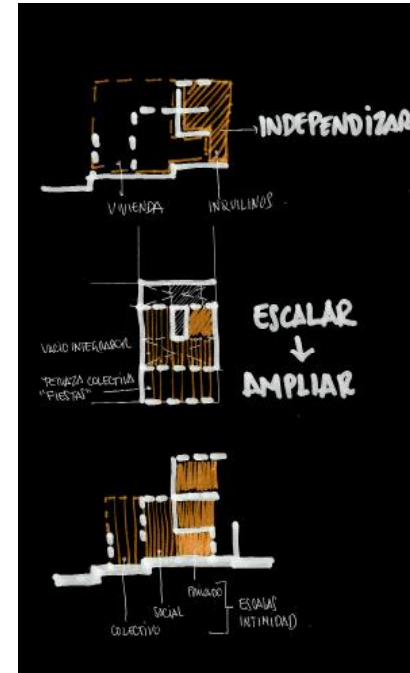 INDEPENDIZAR
VIVIENDA
INQUILINOS
ESCALAR
VACIO INTEGRADOR
TERRAZA COLECTIVA
AMPLIAR
"FIESTAS"
PRIVADO
SOCIAL
ESCALAS
COLECTIVO
INTIMIDAD